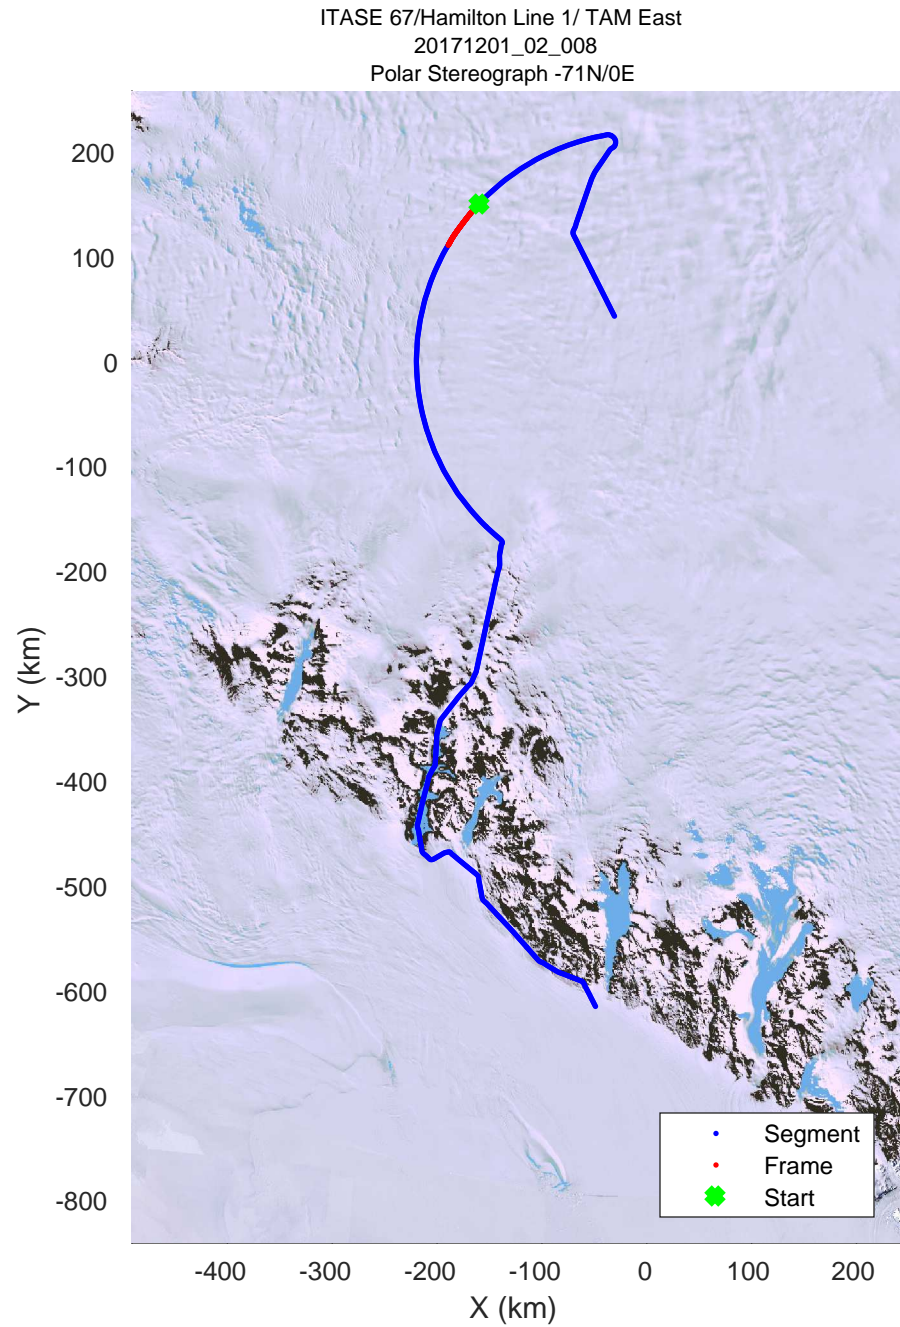 ITASE 67/Hamilton Line 1/ TAM East
20171201_02_008
Polar Stereograph -71N/0E
200
100
0
-100
-200
-300
-400
-500
-600
-700
-800
Y (km)
Segment
Frame
Start
-400
-300
-200
-100
0
100
200
X (km)